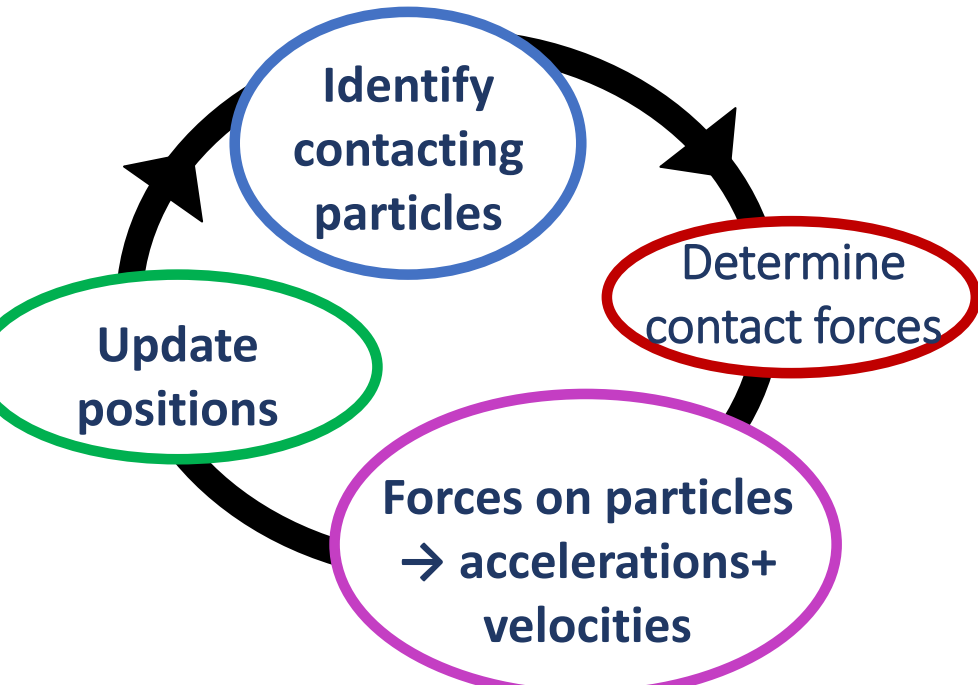 Identify
contacting
particles
Determine
contact forces
Update
positions
Forces on particles
→ accelerations+
velocities